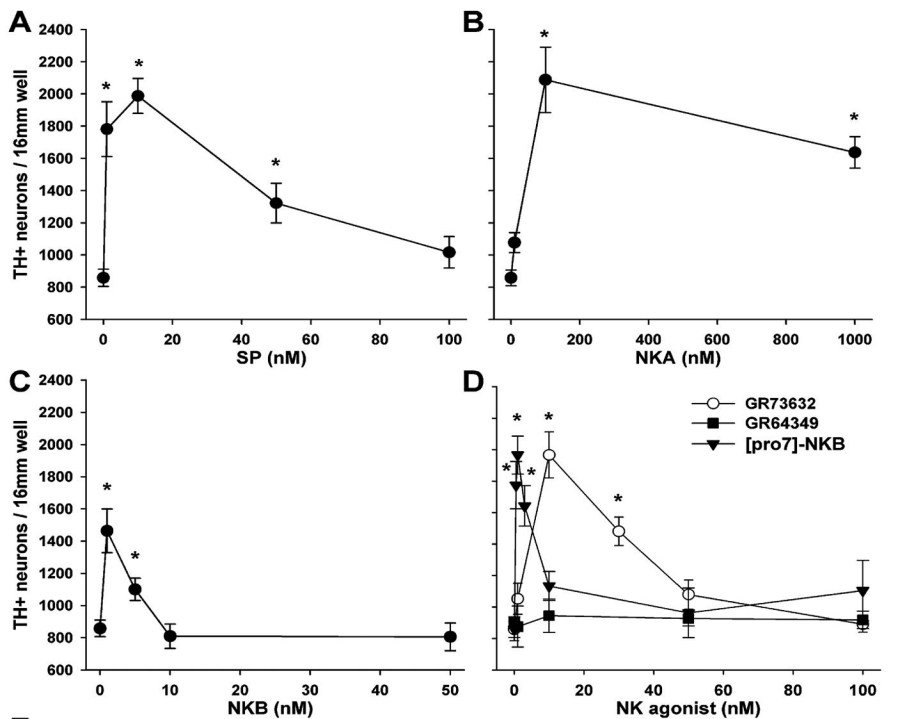 A
TH+ neurons / 16mm well
2400
2200
2000
1800
1600
1400
1200
1000
800
600
* * *
0 20 40 60 80 100
SP (nM)
B
* *
0 200 400 600 800 1000
NKA (nM)
C
TH+ neurons / 16mm well
2400
2200
2000
1800
1600
1400
1200
1000
800
600
* *
0 10 20 30 40 50
NKB (nM)
D
GR73632
GR64349
[pro7]-NKB
* * * * *
0 20 40 60 80 100
NK agonist (nM)